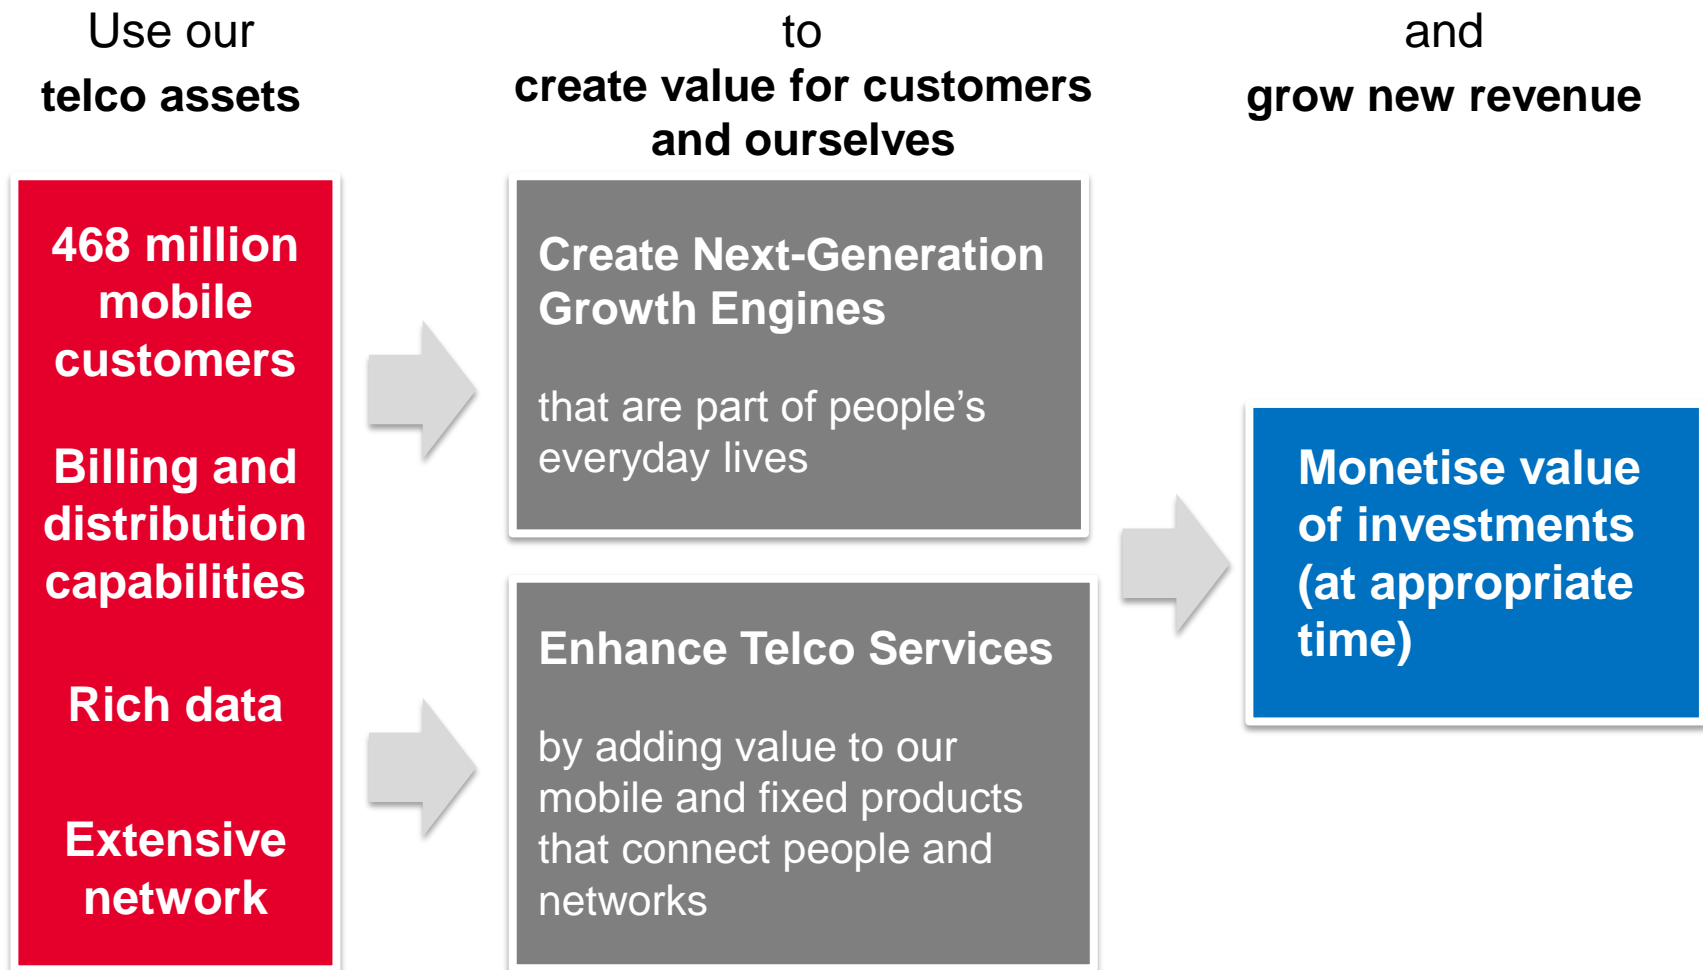 Use our
telco assets
to
create value for customers
and ourselves
and
grow new revenue
468 million
mobile
customers
Billing and
distribution
capabilities
Rich data
Extensive
network
Create Next-Generation
Growth Engines
that are part of people’s
everyday lives
Enhance Telco Services
by adding value to our
mobile and fixed products
that connect people and
networks
Monetise value
of investments
(at appropriate
time)